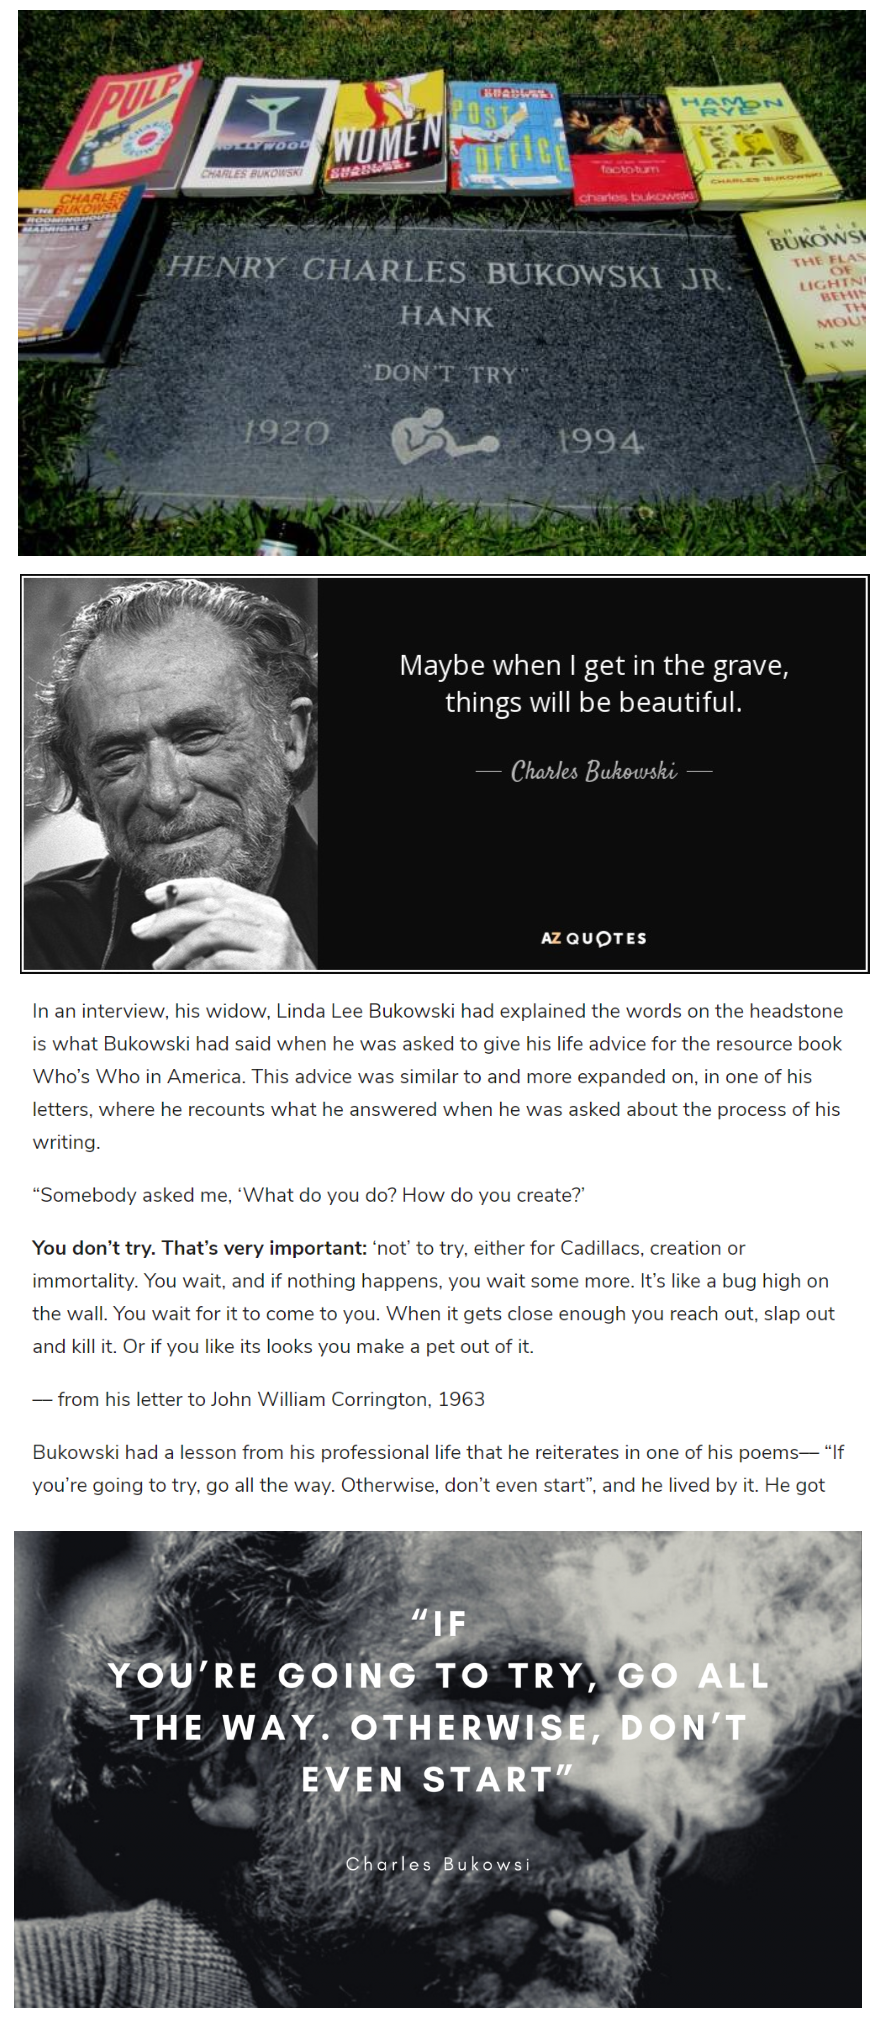 PULP
HOLLYWOOD
CHARLES BUKOWSKI
WOMEN
CHARLES
BUKOWSKI
CHARLES
BUKOWSKI
POST
OFFICE
factotum
charles bukowski
HAM ON
RYE
CHARLES BUKOWSKI
CHARLES
THE BUKOWSKI
ROOMINGHOUSE
MADRIGALS
CHARLE
BUKOWSK
THE FLAS
OF
LIGHTN
BEHIN
TH
MOU
NEW
HENRY CHARLES BUKOWSKI JR.
HANK
"DON'T TRY"
1920 1994
Maybe when I get in the grave,
things will be beautiful.
— Charles Bukowski —
AZ QUOTES
In an interview, his widow, Linda Lee Bukowski had explained the words on the headstone
is what Bukowski had said when he was asked to give his life advice for the resource book
Who’s Who in America. This advice was similar to and more expanded on, in one of his
letters, where he recounts what he answered when he was asked about the process of his
writing.
“Somebody asked me, ‘What do you do? How do you create?’
You don’t try. That’s very important: ‘not’ to try, either for Cadillacs, creation or
immortality. You wait, and if nothing happens, you wait some more. It’s like a bug high on
the wall. You wait for it to come to you. When it gets close enough you reach out, slap out
and kill it. Or if you like its looks you make a pet out of it.
— from his letter to John William Corrington, 1963
Bukowski had a lesson from his professional life that he reiterates in one of his poems— “If
you’re going to try, go all the way. Otherwise, don’t even start”, and he lived by it. He got
“IF
YOU’RE GOING TO TRY, GO ALL
THE WAY. OTHERWISE, DON’T
EVEN START”
Charles Bukowsi